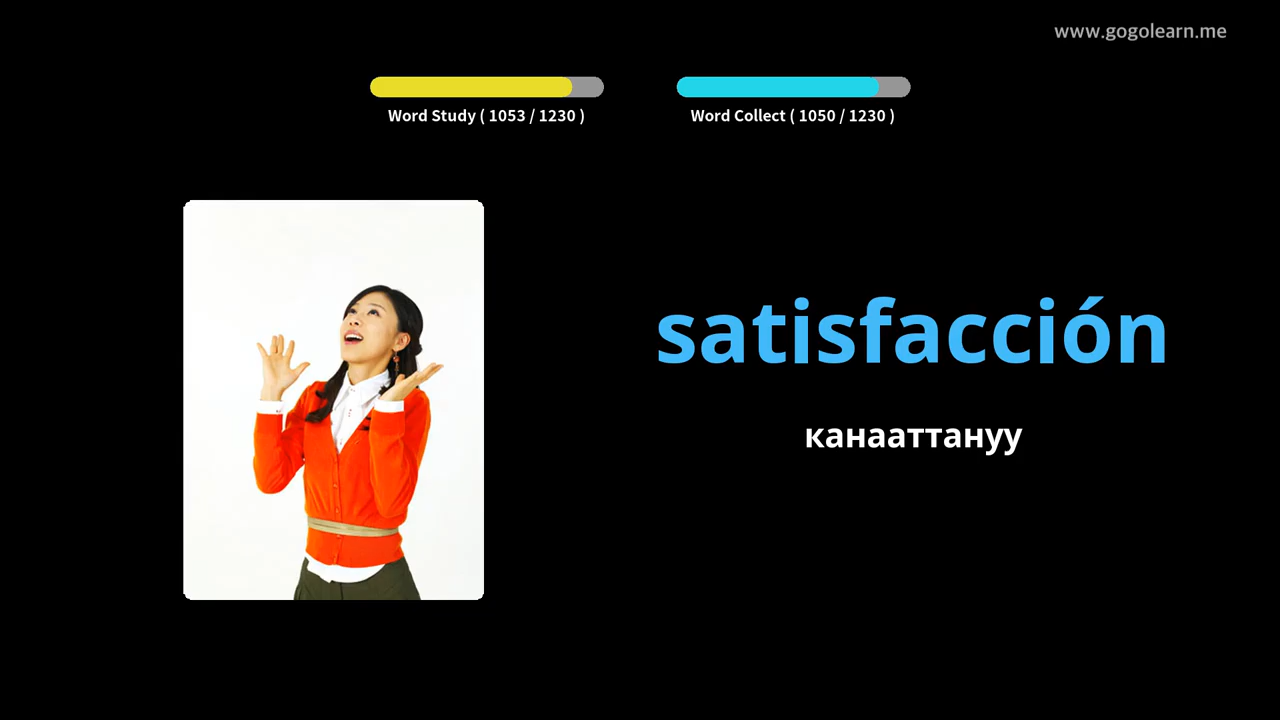 www.gogolearn.me
Word Study ( 1053 / 1230 )
Word Collect ( 1050 / 1230 )
satisfacción
канааттануу